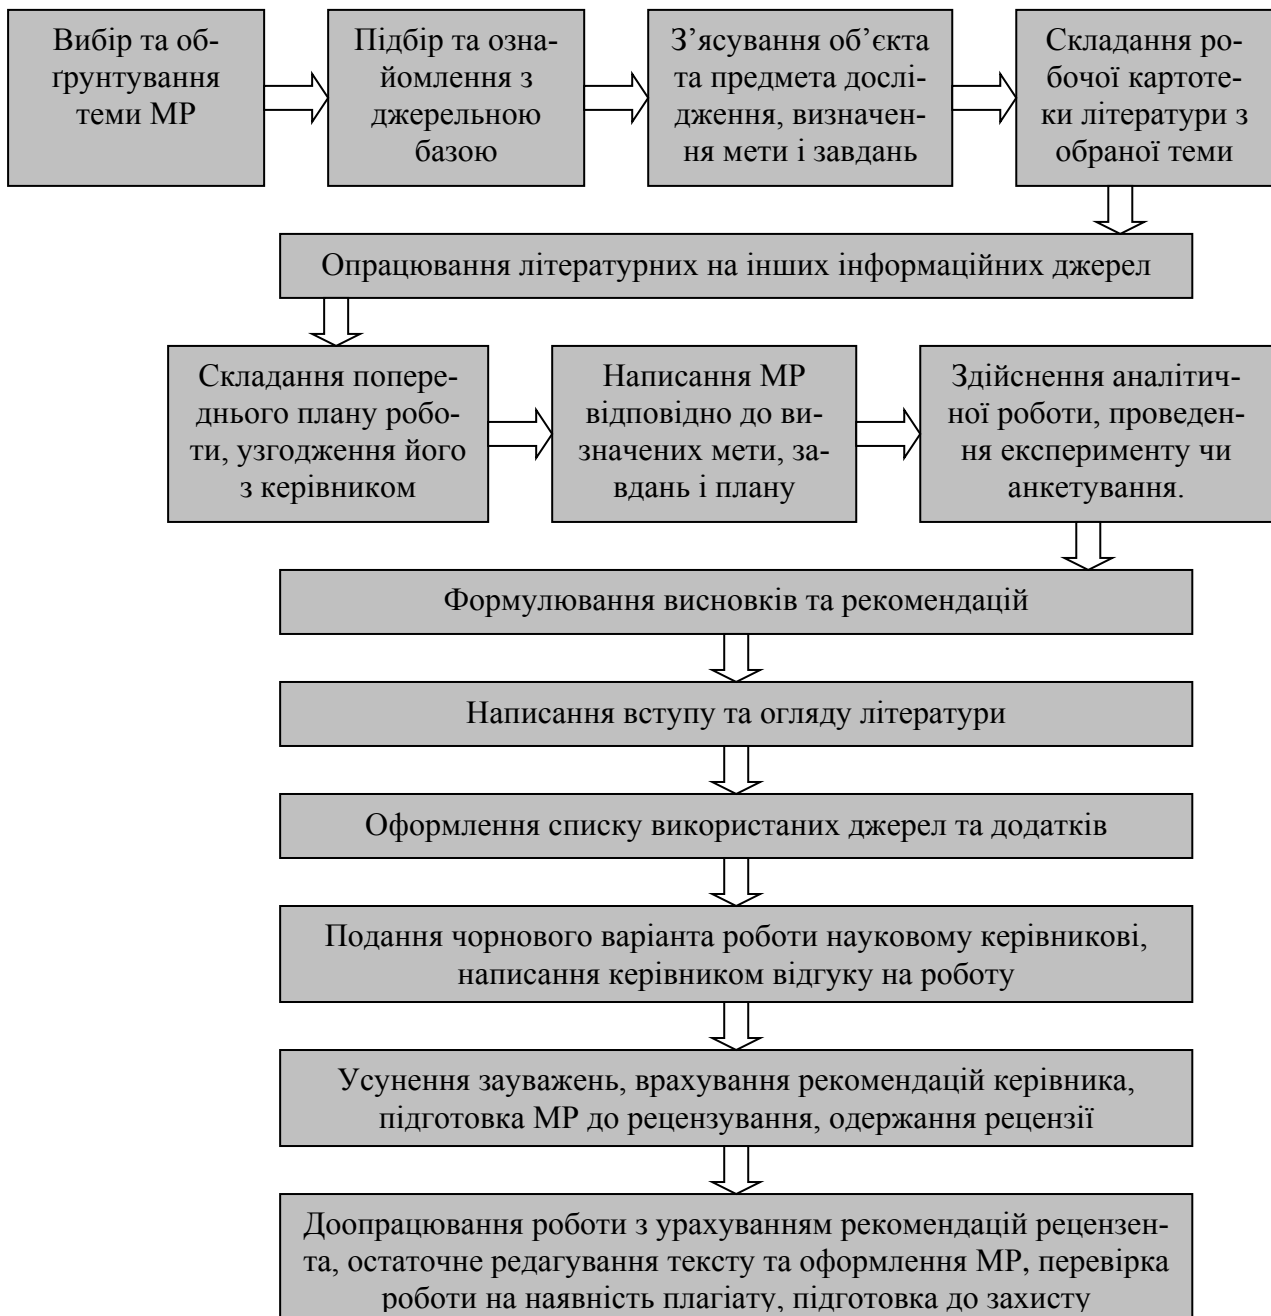 Вибір та об-
ґрунтування
теми МР
Підбір та озна-
йомлення з
джерельною
базою
З’ясування об’єкта
та предмета дослі-
дження, визначен-
ня мети і завдань
Складання ро-
бочої картоте-
ки літератури з
обраної теми
Опрацювання літературних на інших інформаційних джерел
Складання попере-
днього плану робо-
ти, узгодження його
з керівником
Написання МР
відповідно до ви-
значених мети, за-
вдань і плану
Здійснення аналітич-
ної роботи, проведен-
ня експерименту чи
анкетування.
Формулювання висновків та рекомендацій
Написання вступу та огляду літератури
Оформлення списку використаних джерел та додатків
Подання чорнового варіанта роботи науковому керівникові,
написання керівником відгуку на роботу
Усунення зауважень, врахування рекомендацій керівника,
підготовка МР до рецензування, одержання рецензії
Доопрацювання роботи з урахуванням рекомендацій рецензен-
та, остаточне редагування тексту та оформлення МР, перевірка
роботи на наявність плагіату, підготовка до захисту